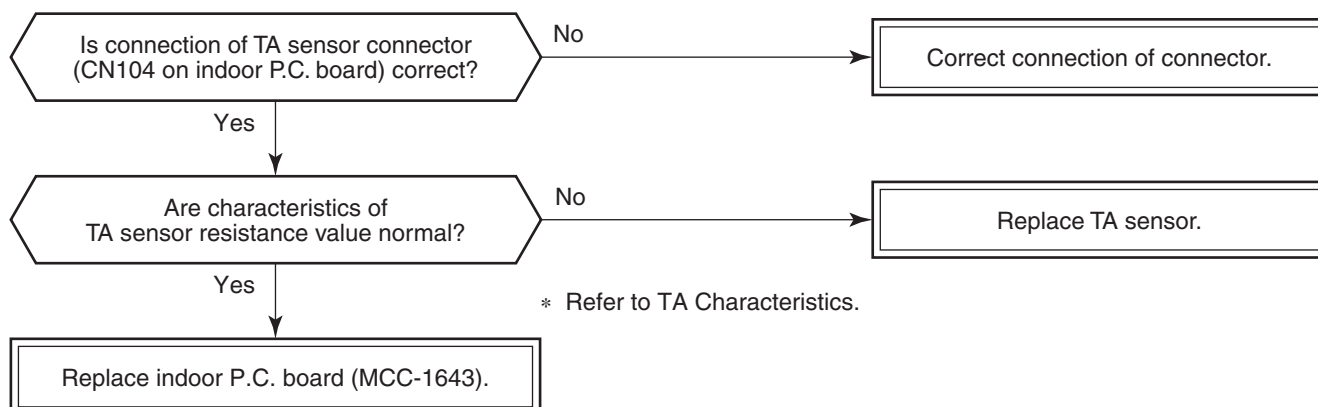 Is connection of TA sensor connector
(CN104 on indoor P.C. board) correct?
No
Correct connection of connector.
Yes
Are characteristics of
TA sensor resistance value normal?
No
Replace TA sensor.
Yes
* Refer to TA Characteristics.
Replace indoor P.C. board (MCC-1643).